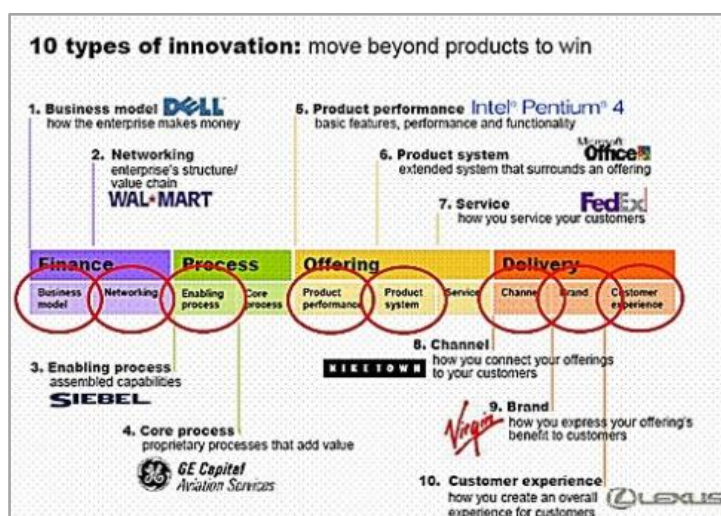 10 types of innovation: move beyond products to win
1. Business model DELL
how the enterprise makes money
2. Networking
enterprise's structure/
value chain
WAL★MART
5. Product performance Intel® Pentium® 4
basic features, performance and functionality
6. Product system Microsoft Office
extended system that surrounds an offering
7. Service FedEx
how you service your customers
Finance Process Offering Delivery
Business model Networking Enabling process Core process Product performance Product system Service Channel Brand Customer experience
3. Enabling process
assembled capabilities
SIEBEL
4. Core process
proprietary processes that add value
GE Capital
Aviation Services
8. Channel
NIKETOWN how you connect your offerings
to your customers
9. Brand
Virgin how you express your offering's
benefit to customers
10. Customer experience
how you create an overall LEXUS
experience for customers